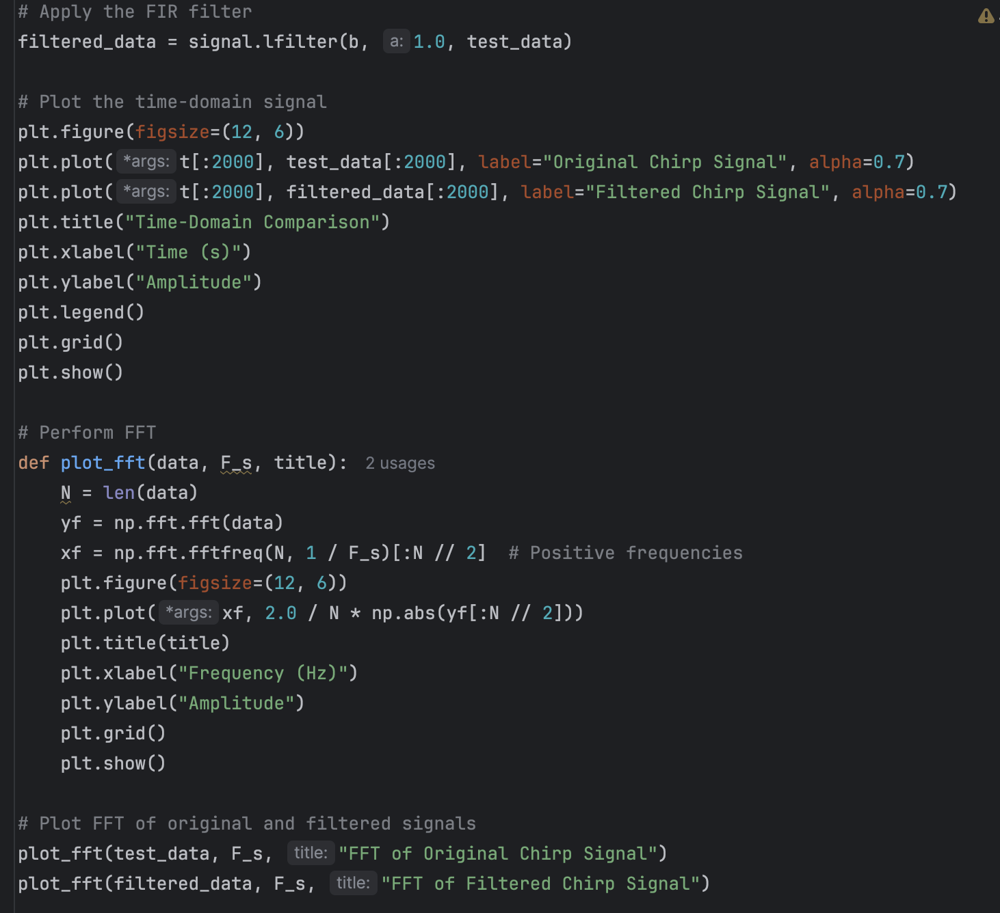 # Apply the FIR filter
filtered_data = signal.lfilter(b, a: 1.0, test_data)
# Plot the time-domain signal
plt.figure(figsize=(12, 6))
plt.plot( *args: t[:2000], test_data[:2000], label="Original Chirp Signal", alpha=0.7)
plt.plot( *args: t[:2000], filtered_data[:2000], label="Filtered Chirp Signal", alpha=0.7)
plt.title("Time-Domain Comparison")
plt.xlabel("Time (s)")
plt.ylabel("Amplitude")
plt.legend()
plt.grid()
plt.show()
# Perform FFT
def plot_fft(data, F_s, title): 2 usages
    N = len(data)
    yf = np.fft.fft(data)
    xf = np.fft.fftfreq(N, 1 / F_s)[:N // 2]  # Positive frequencies
    plt.figure(figsize=(12, 6))
    plt.plot( *args: xf, 2.0 / N * np.abs(yf[:N // 2]))
    plt.title(title)
    plt.xlabel("Frequency (Hz)")
    plt.ylabel("Amplitude")
    plt.grid()
    plt.show()
# Plot FFT of original and filtered signals
plot_fft(test_data, F_s, title: "FFT of Original Chirp Signal")
plot_fft(filtered_data, F_s, title: "FFT of Filtered Chirp Signal")